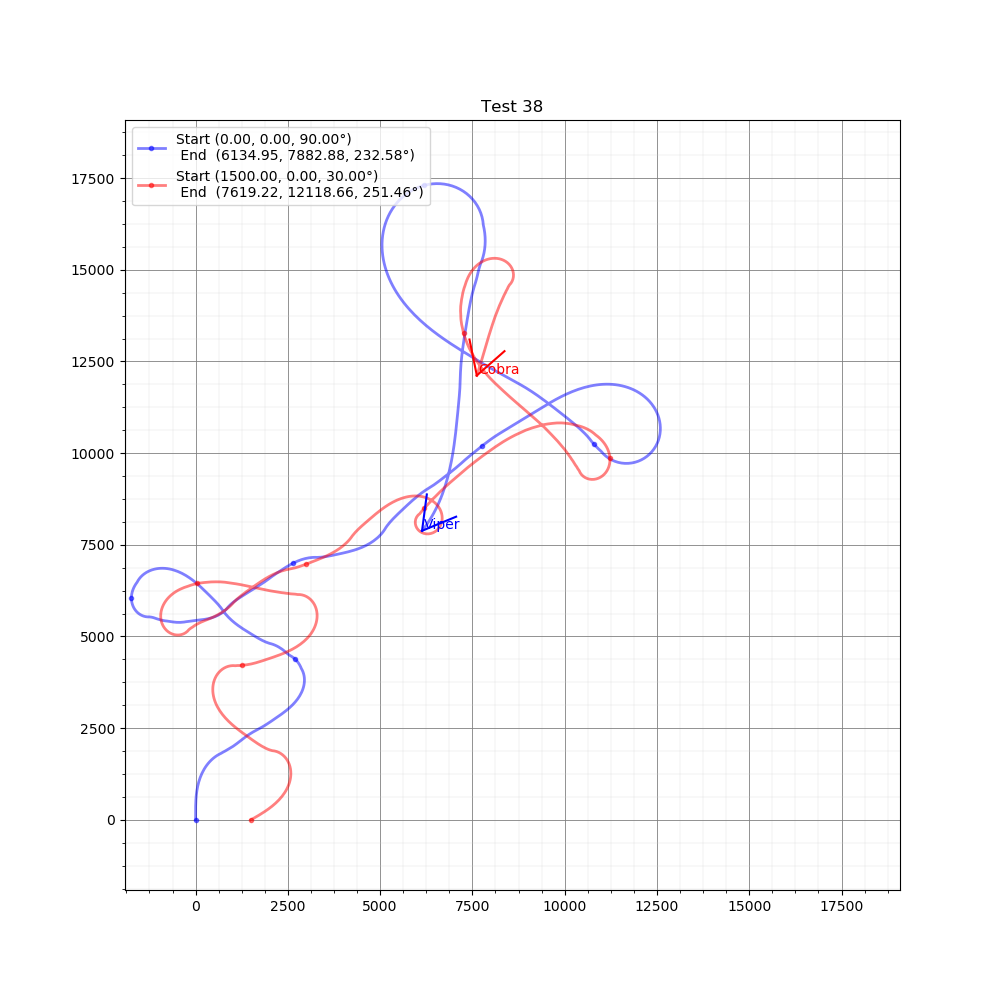 Test 38
Start (0.00, 0.00, 90.00°)
End (6134.95, 7882.88, 232.58°)
Start (1500.00, 0.00, 30.00°)
End (7619.22, 12118.66, 251.46°)
17500
15000
12500
10000
7500
5000
2500
0
Cobra
Viper
0 2500 5000 7500 10000 12500 15000 17500